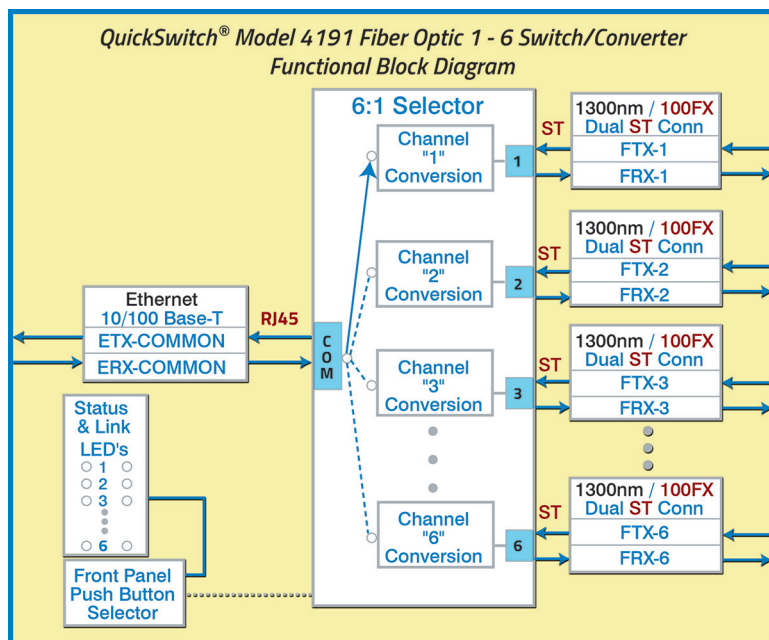 QuickSwitch® Model 4191 Fiber Optic 1 - 6 Switch/Converter
Functional Block Diagram
6:1 Selector
Channel
"1"
Conversion
1
ST
1300nm / 100FX
Dual ST Conn
FTX-1
FRX-1
Channel
"2"
Conversion
2
ST
1300nm / 100FX
Dual ST Conn
FTX-2
FRX-2
Ethernet
10/100 Base-T
ETX-COMMON
ERX-COMMON
RJ45
COM
Channel
"3"
Conversion
3
ST
1300nm / 100FX
Dual ST Conn
FTX-3
FRX-3
Status
& Link
LED's
1
2
3
6
Channel
"6"
Conversion
6
ST
1300nm / 100FX
Dual ST Conn
FTX-6
FRX-6
Front Panel
Push Button
Selector